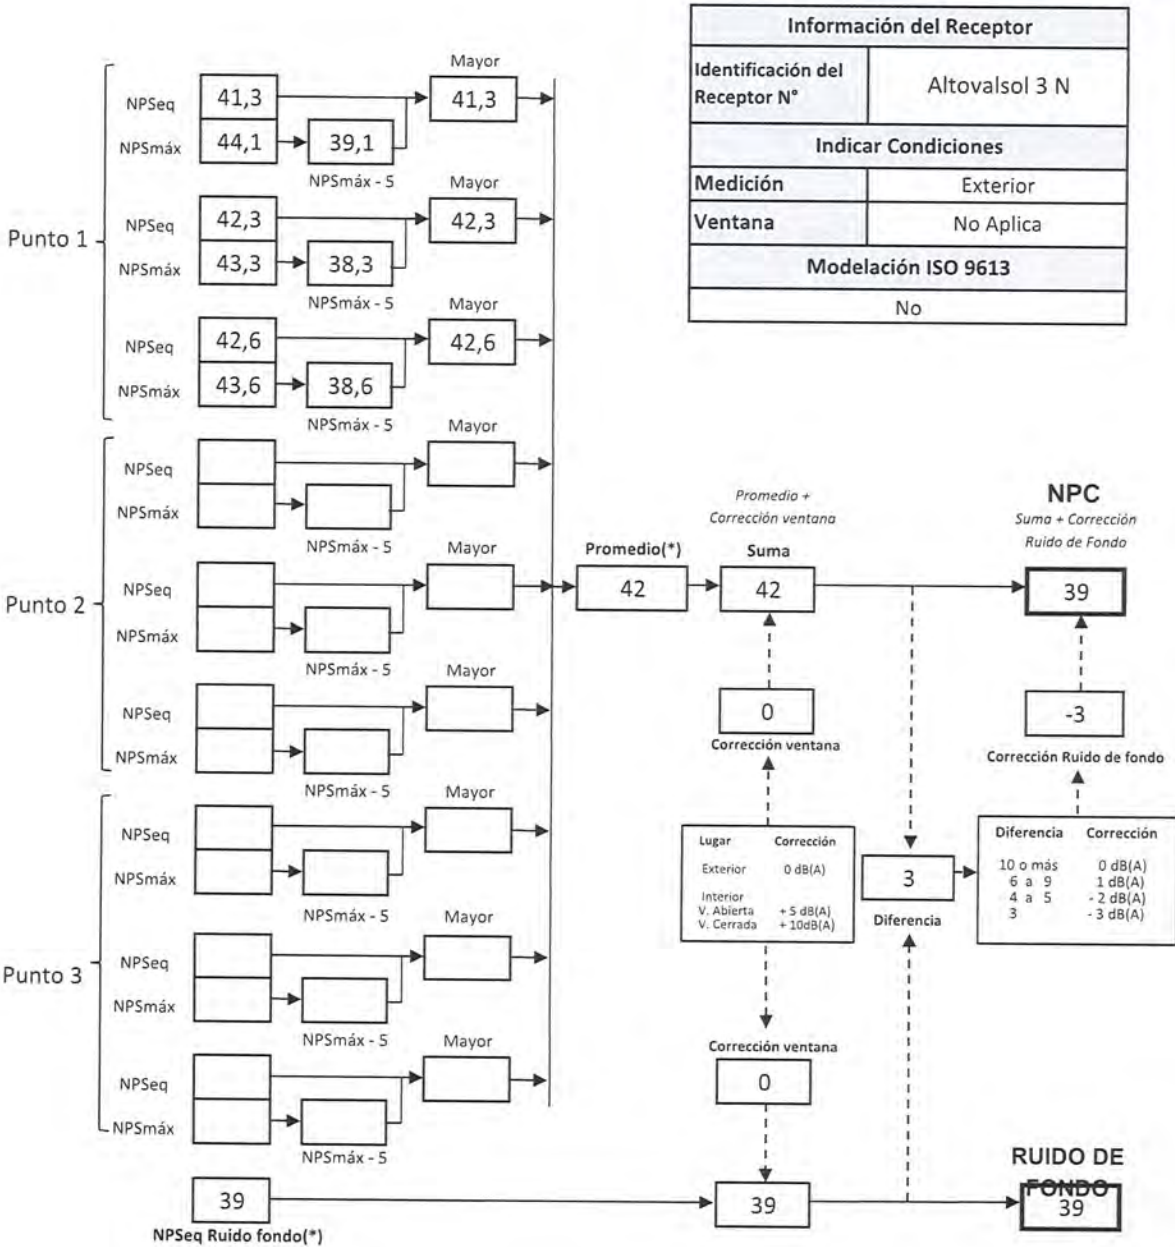 Información del Receptor
Identificación del Receptor N°
Altovalsol 3 N
Indicar Condiciones
Medición
Exterior
Ventana
No Aplica
Modelación ISO 9613
No
Punto 1
Mayor
NPSeq
41,3
41,3
NPSmáx
44,1
39,1
NPSmáx - 5
Mayor
NPSeq
42,3
42,3
NPSmáx
43,3
38,3
NPSmáx - 5
Mayor
NPSeq
42,6
42,6
NPSmáx
43,6
38,6
NPSmáx - 5
Punto 2
Mayor
NPSeq
NPSmáx
NPSmáx - 5
Mayor
NPSeq
NPSmáx
NPSmáx - 5
Mayor
NPSeq
NPSmáx
NPSmáx - 5
Punto 3
Mayor
NPSeq
NPSmáx
NPSmáx - 5
Mayor
NPSeq
NPSmáx
NPSmáx - 5
Mayor
NPSeq
NPSmáx
NPSmáx - 5
Promedio(*)
42
Promedio +
Corrección ventana
Suma
42
NPC
Suma + Corrección
Ruido de Fondo
39
0
Corrección ventana
-3
Corrección Ruido de fondo
Lugar Corrección
Exterior 0 dB(A)
Interior
V. Abierta + 5 dB(A)
V. Cerrada + 10dB(A)
3
Diferencia
Diferencia Corrección
10 o más 0 dB(A)
6 a 9 1 dB(A)
4 a 5 - 2 dB(A)
3 - 3 dB(A)
Corrección ventana
0
39
NPSeq Ruido fondo(*)
39
RUIDO DE
FONDO
39